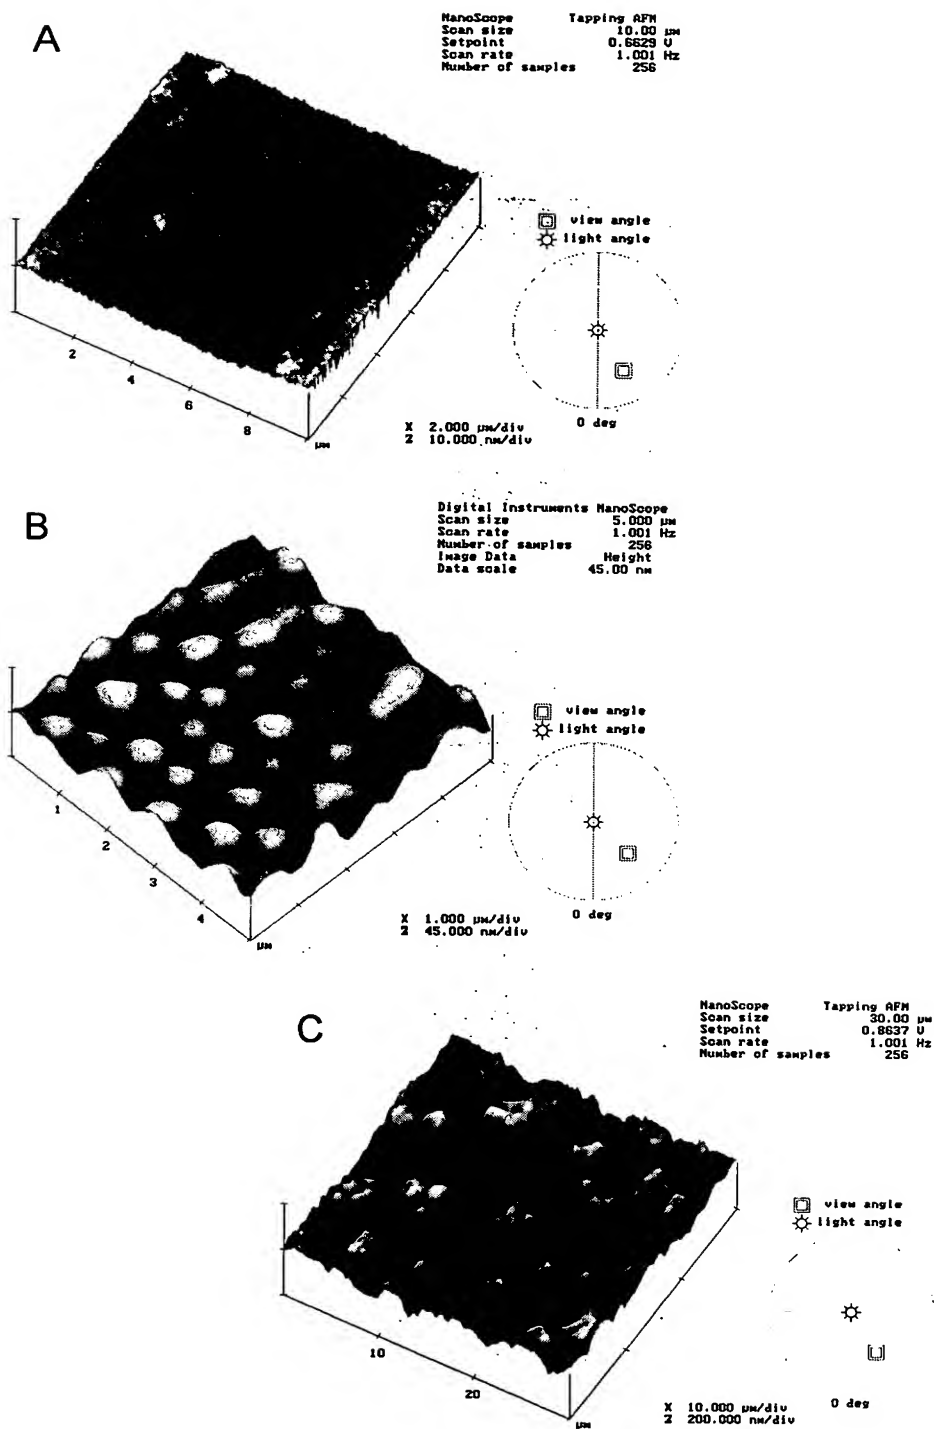 A
NanoScope Tapping AFM
Scan size 10.00 µm
Setpoint 0.6629 V
Scan rate 1.001 Hz
Number of samples 256
view angle
light angle
2
4
6
8
µm
X 2.000 µm/div
Z 10.000 nm/div
0 deg
B
Digital Instruments NanoScope
Scan size 5.000 µm
Scan rate 1.001 Hz
Number of samples 256
Image Data Height
Data scale 45.00 nm
view angle
light angle
1
2
3
4
µm
X 1.000 µm/div
Z 45.000 nm/div
0 deg
C
NanoScope Tapping AFM
Scan size 30.00 µm
Setpoint 0.8637 V
Scan rate 1.001 Hz
Number of samples 256
view angle
light angle
10
20
µm
X 10.000 µm/div
Z 200.000 nm/div
0 deg